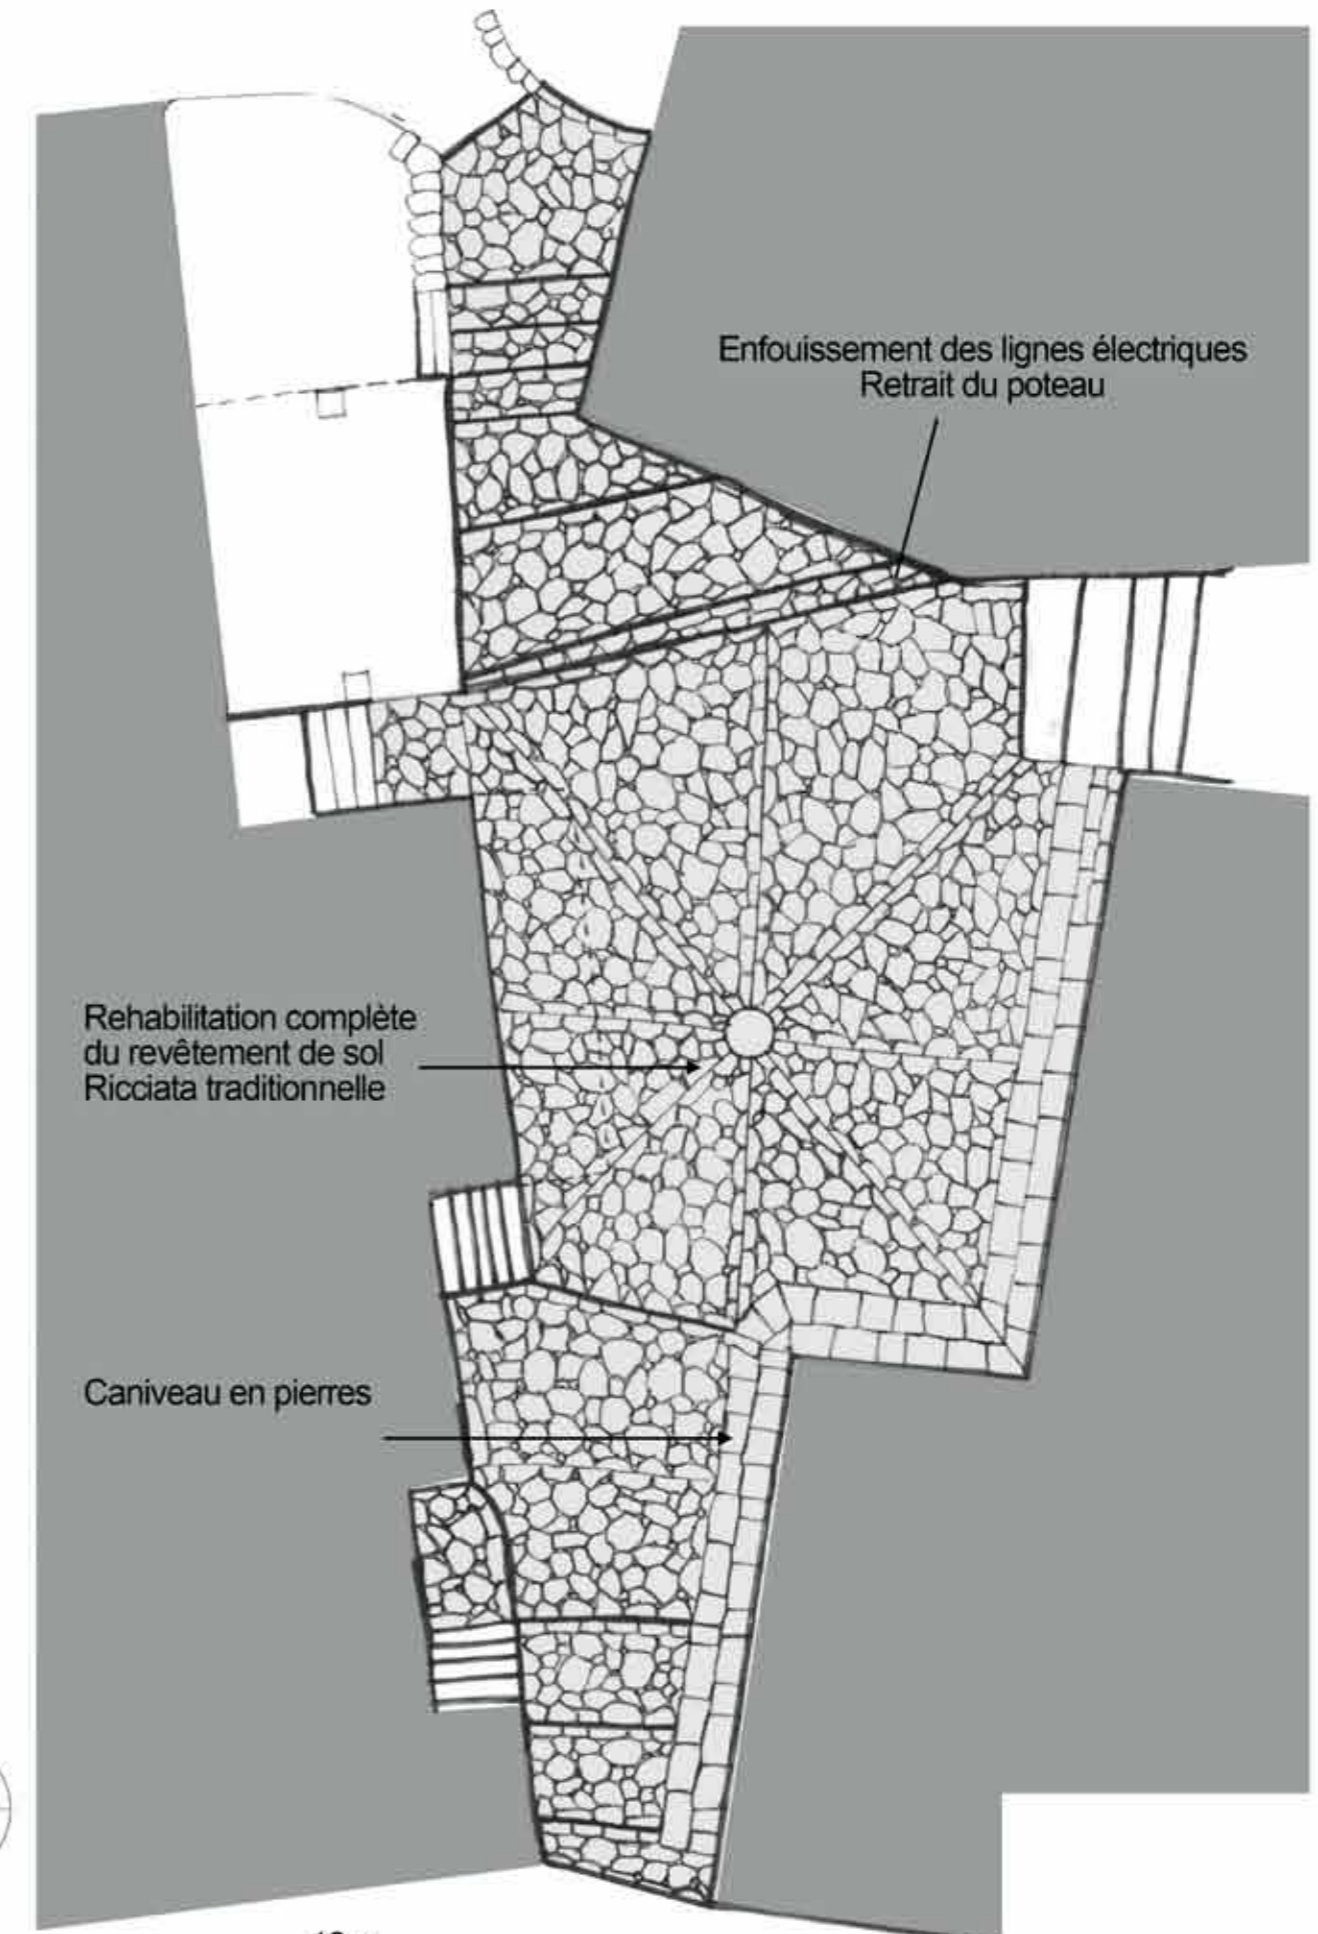 Enfouissement des lignes électriques
Retrait du poteau
Rehabilitation complète
du revêtement de sol
Ricciata traditionnelle
Caniveau en pierres